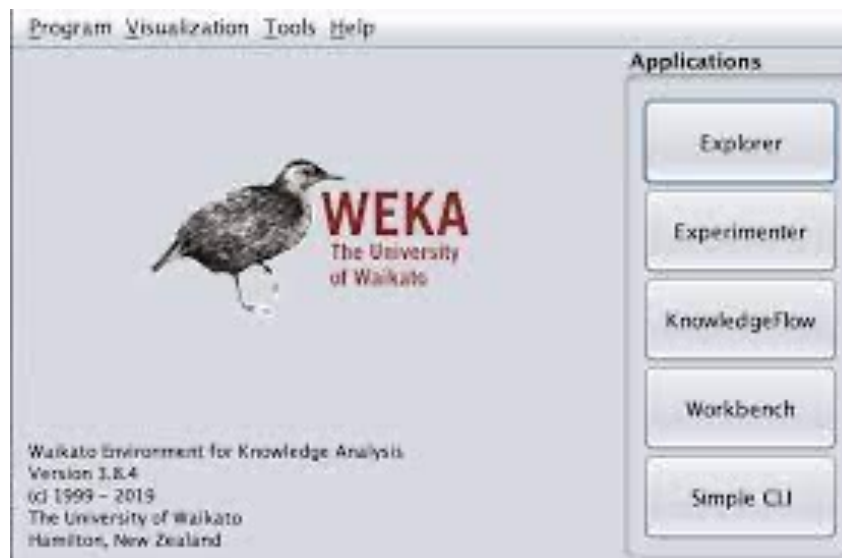 Program Visualization Tools Help
Applications
Explorer
Experimenter
KnowledgeFlow
Workbench
Simple CLI
WEKA
The University
of Waikato
Waikato Environment for Knowledge Analysis
Version 3.8.4
(c) 1999 - 2019
The University of Waikato
Hamilton, New Zealand